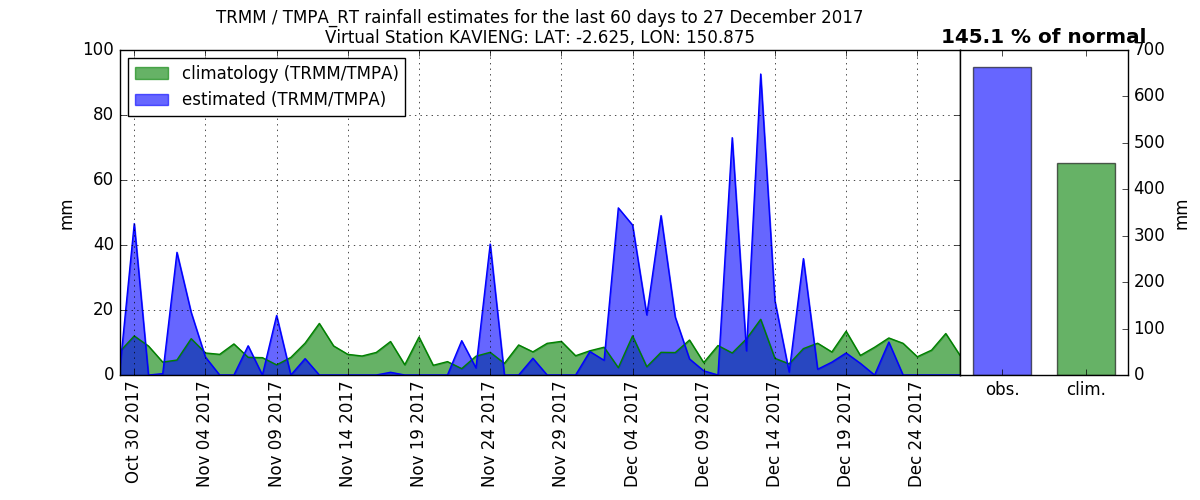 TRMM / TMPA_RT rainfall estimates for the last 60 days to 27 December 2017
Virtual Station KAVIENG: LAT: -2.625, LON: 150.875
145.1 % of normal
climatology (TRMM/TMPA)
estimated (TRMM/TMPA)
100
80
60
40
20
0
mm
Oct 30 2017
Nov 04 2017
Nov 09 2017
Nov 14 2017
Nov 19 2017
Nov 24 2017
Nov 29 2017
Dec 04 2017
Dec 09 2017
Dec 14 2017
Dec 19 2017
Dec 24 2017
obs.
clim.
700
600
500
400
300
200
100
0
mm